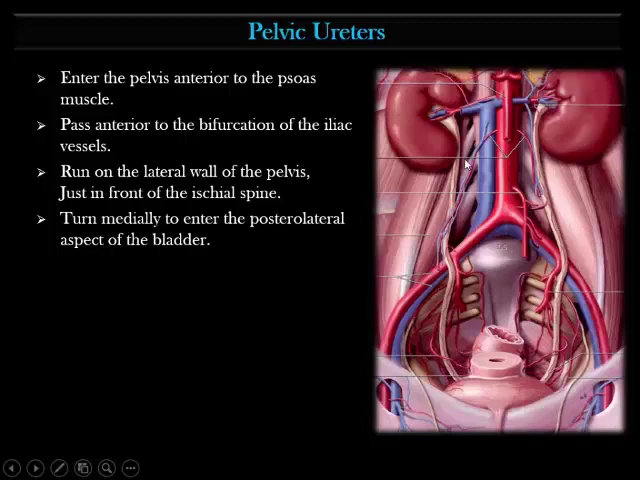 Pelvic Ureters
➢ Enter the pelvis anterior to the psoas
muscle.
➢ Pass anterior to the bifurcation of the iliac
vessels.
➢ Run on the lateral wall of the pelvis,
Just in front of the ischial spine.
➢ Turn medially to enter the posterolateral
aspect of the bladder.